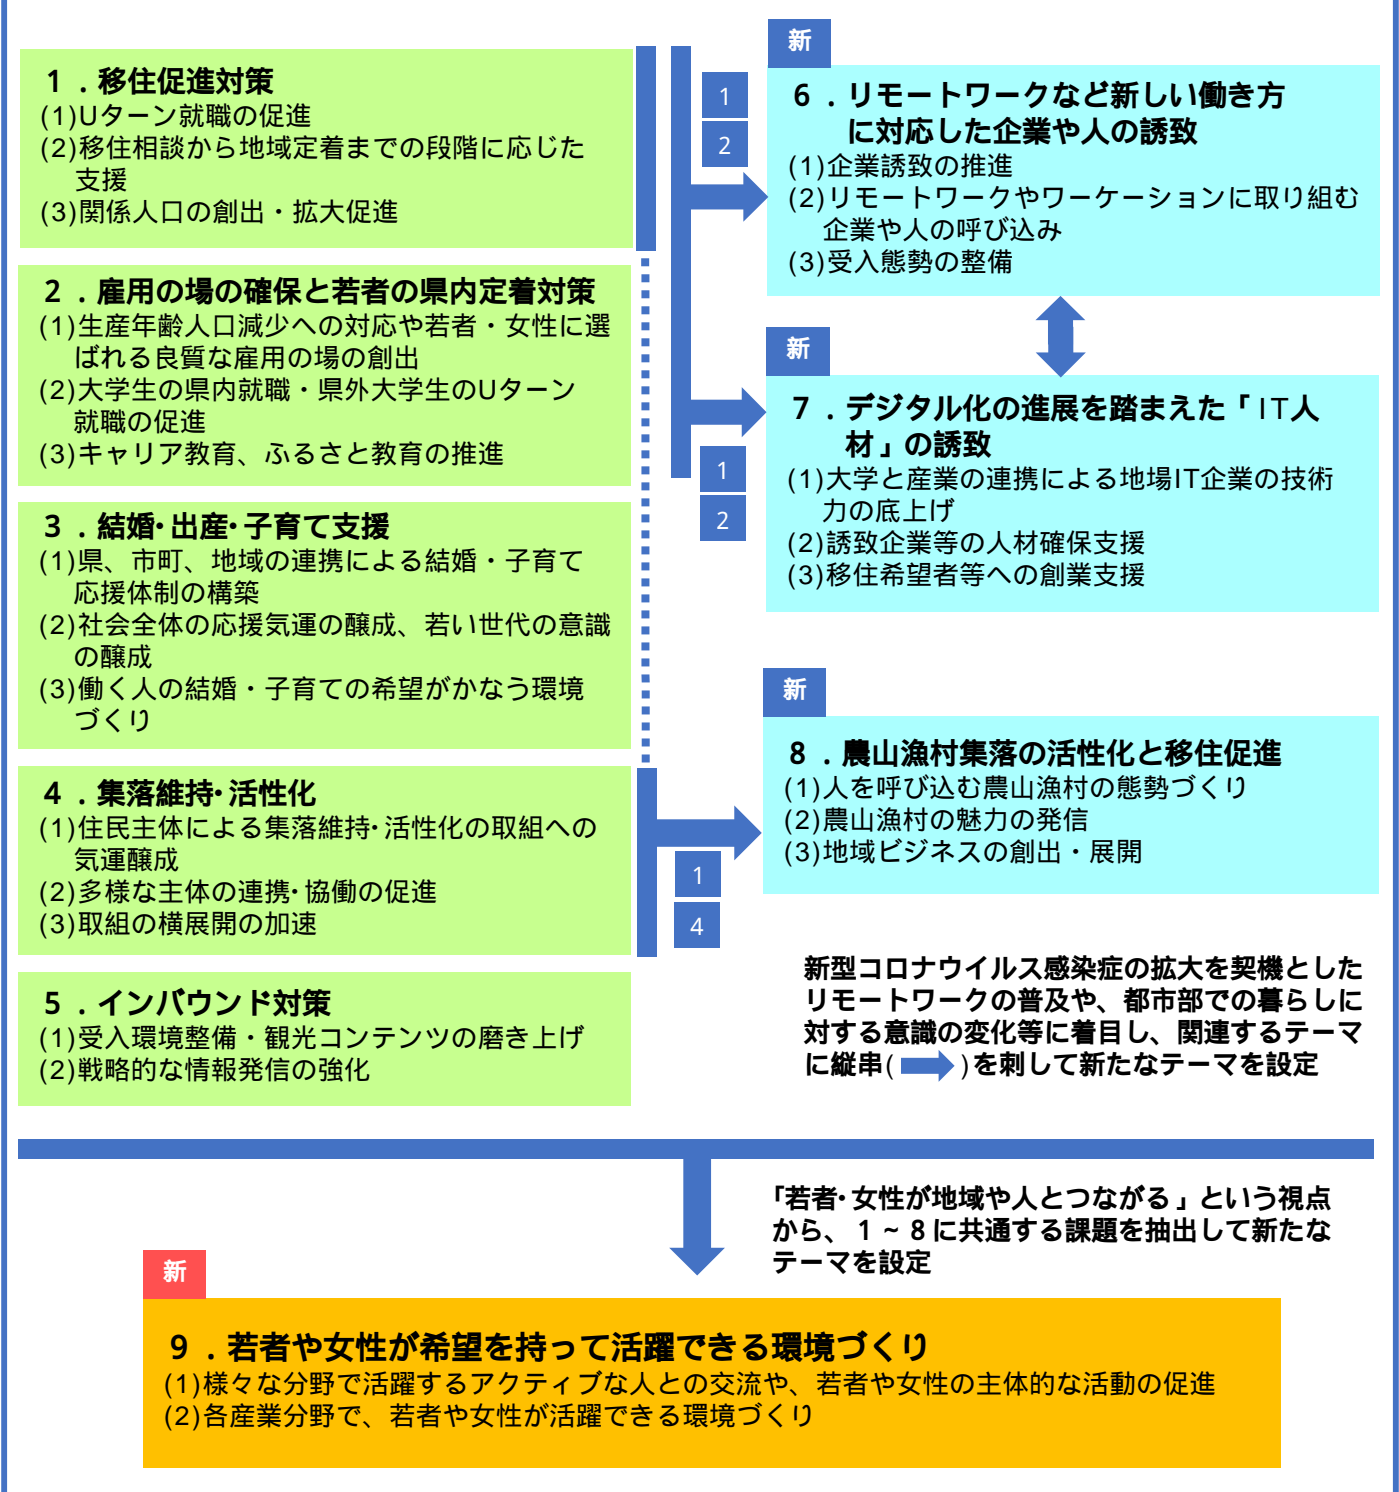 １．移住促進対策
(1)Uターン就職の促進
(2)移住相談から地域定着までの段階に応じた
支援
(3)関係人口の創出・拡大促進
２．雇用の場の確保と若者の県内定着対策
(1)生産年齢人口減少への対応や若者・女性に選
ばれる良質な雇用の場の創出
(2)大学生の県内就職・県外大学生のUターン
就職の促進
(3)キャリア教育、ふるさと教育の推進
３．結婚・出産・子育て支援
(1)県、市町、地域の連携による結婚・子育て
応援体制の構築
(2)社会全体の応援気運の醸成、若い世代の意識
の醸成
(3)働く人の結婚・子育ての希望がかなう環境
づくり
４．集落維持・活性化
(1)住民主体による集落維持・活性化の取組への
気運醸成
(2)多様な主体の連携・協働の促進
(3)取組の横展開の加速
５．インバウンド対策
(1)受入環境整備・観光コンテンツの磨き上げ
(2)戦略的な情報発信の強化
1
2
新
６．リモートワークなど新しい働き方
に対応した企業や人の誘致
(1)企業誘致の推進
(2)リモートワークやワーケーションに取り組む
企業や人の呼び込み
(3)受入態勢の整備
新
７．デジタル化の進展を踏まえた「IT人
材」の誘致
(1)大学と産業の連携による地場IT企業の技術
力の底上げ
(2)誘致企業等の人材確保支援
(3)移住希望者等への創業支援
1
2
新
８．農山漁村集落の活性化と移住促進
(1)人を呼び込む農山漁村の態勢づくり
(2)農山漁村の魅力の発信
(3)地域ビジネスの創出・展開
1
4
新型コロナウイルス感染症の拡大を契機とした
リモートワークの普及や、都市部での暮らしに
対する意識の変化等に着目し、関連するテーマ
に縦串( )を刺して新たなテーマを設定
「若者・女性が地域や人とつながる」という視点
から、１～８に共通する課題を抽出して新たな
テーマを設定
新
９．若者や女性が希望を持って活躍できる環境づくり
(1)様々な分野で活躍するアクティブな人との交流や、若者や女性の主体的な活動の促進
(2)各産業分野で、若者や女性が活躍できる環境づくり